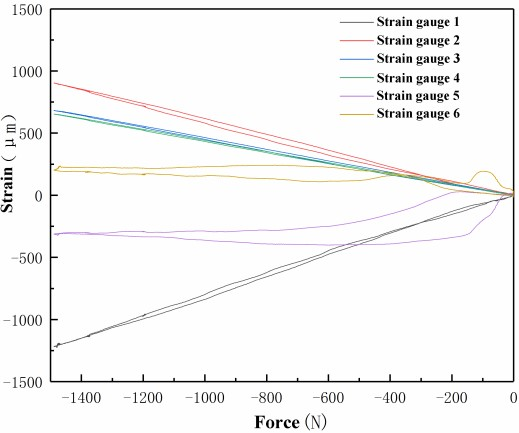 1500
1000
500
0
-500
-1000
-1500
Strain (μm)
Strain gauge 1
Strain gauge 2
Strain gauge 3
Strain gauge 4
Strain gauge 5
Strain gauge 6
-1400 -1200 -1000 -800 -600 -400 -200 0
Force (N)